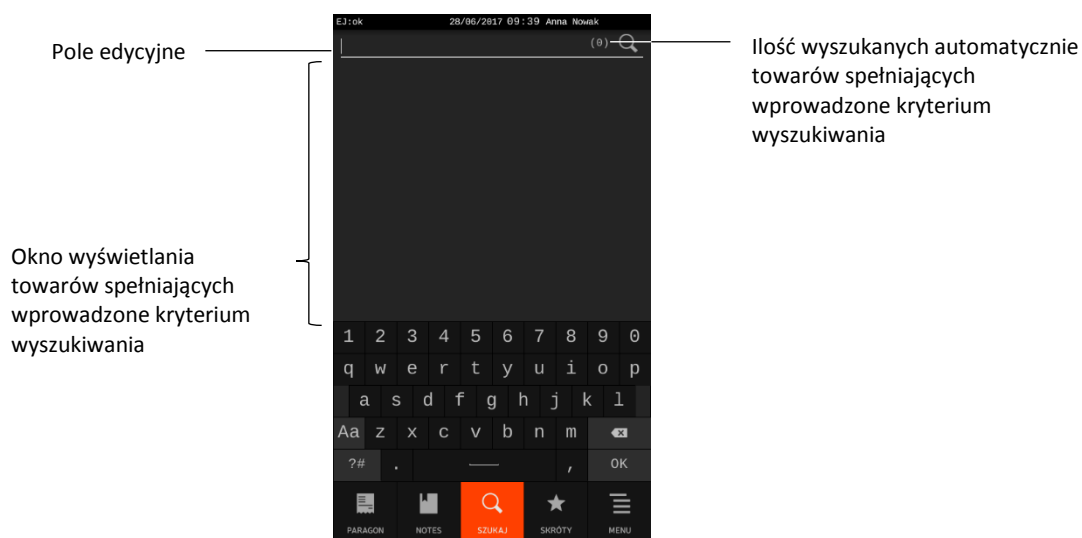 EJ:ok 28/06/2017 09:39 Anna Nowak
Pole edycyjne
(0)
Ilość wyszukanych automatycznie
towarów spełniających
wprowadzone kryterium
wyszukiwania
Okno wyświetlania
towarów spełniających
wprowadzone kryterium
wyszukiwania
1 2 3 4 5 6 7 8 9 0
q w e r t y u i o p
a s d f g h j k l
Aa z x c v b n m
?# . , OK
PARAGON NOTES SZUKAJ SKRÓTY MENU